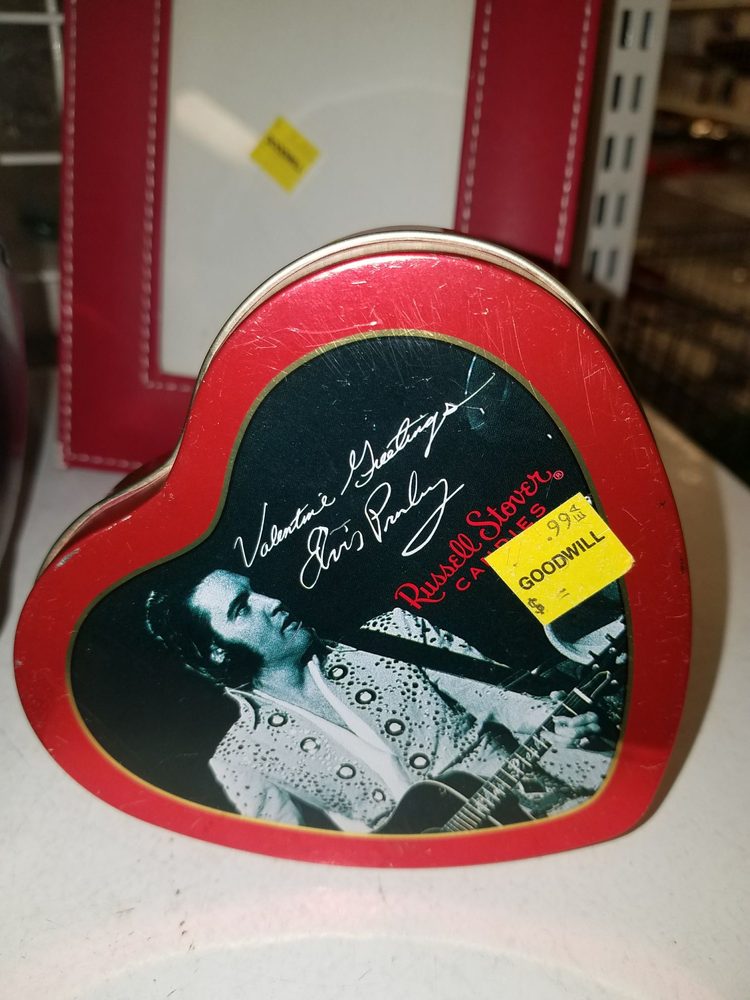 Valentine Greetings
Elvis Presley
Russell Stover®
CANDIES
.99
GOODWILL
$